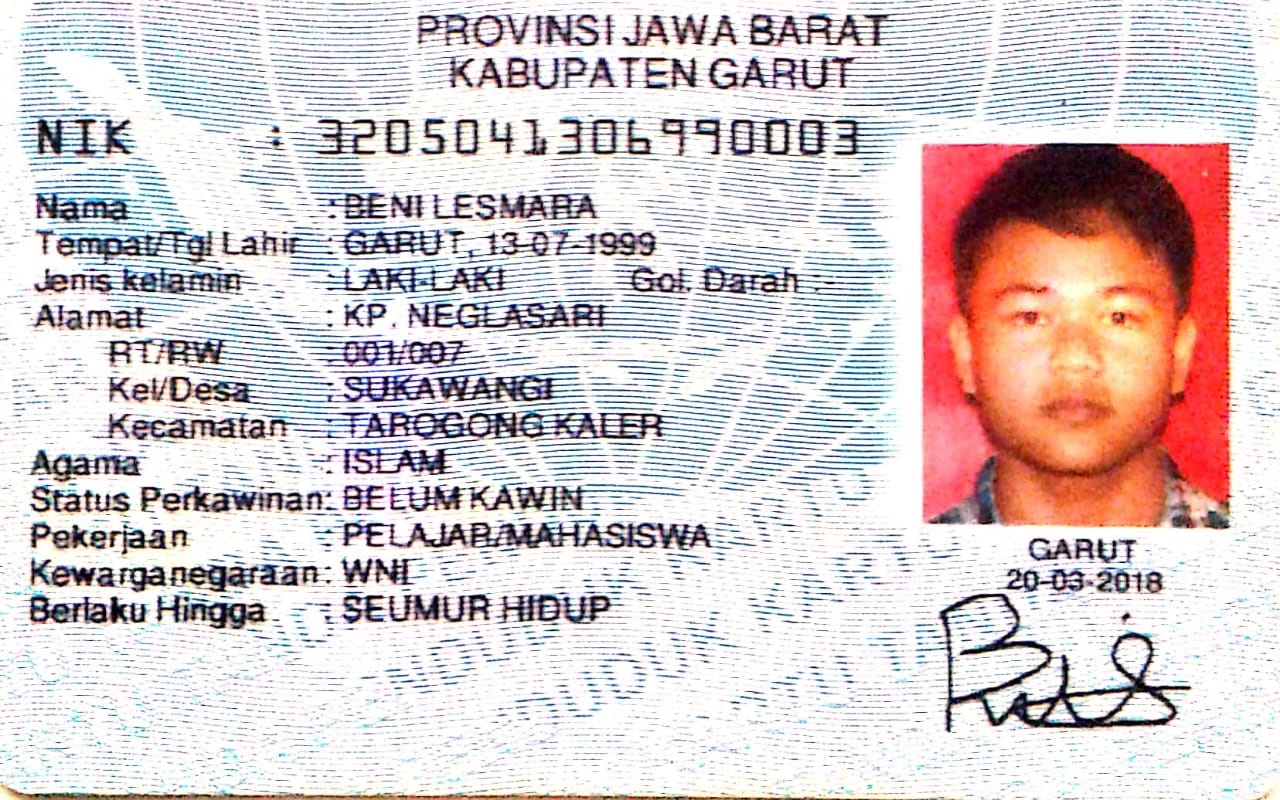 PROVINSI JAWA BARAT
KABUPATEN GARUT
NIK : 3205041306990003
Nama : BENI LESMARA
Tempat/Tgl Lahir : GARUT, 13-07-1999
Jenis kelamin : LAKI-LAKI Gol. Darah :-
Alamat : KP. NEGLASARI
RT/RW : 001/007
Kel/Desa : SUKAWANGI
Kecamatan : TAROGONG KALER
Agama : ISLAM
Status Perkawinan: BELUM KAWIN
Pekerjaan : PELAJAR/MAHASISWA
Kewarganegaraan: WNI
Berlaku Hingga : SEUMUR HIDUP
GARUT
20-03-2018